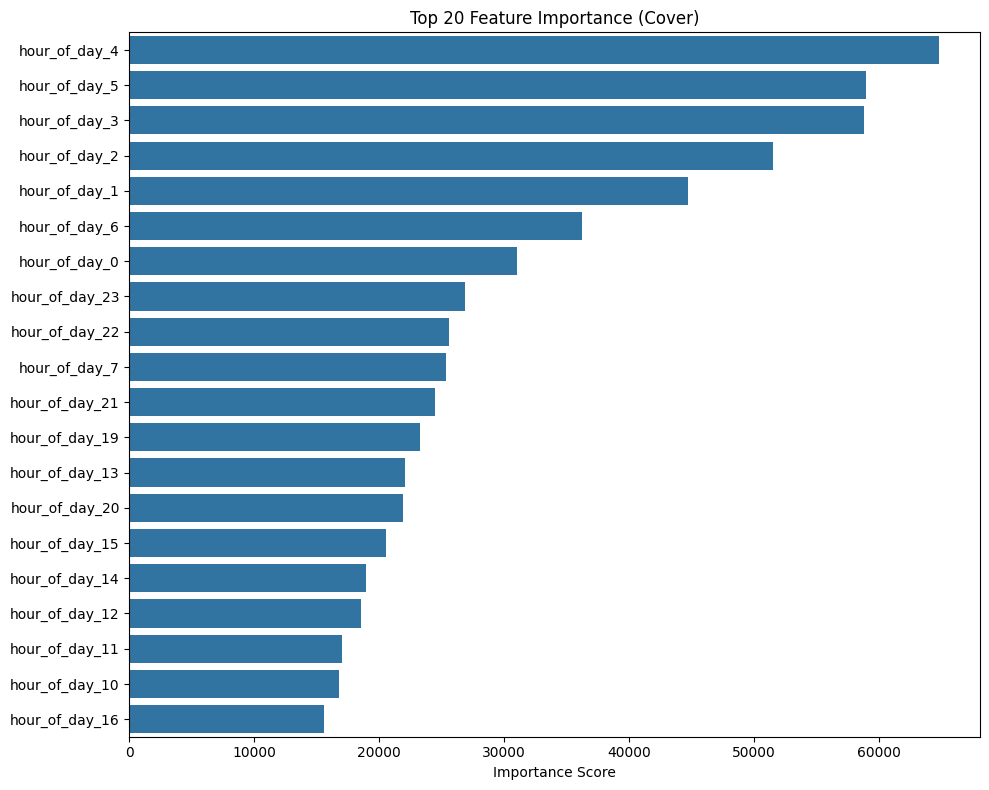 Top 20 Feature Importance (Cover)
hour_of_day_4
hour_of_day_5
hour_of_day_3
hour_of_day_2
hour_of_day_1
hour_of_day_6
hour_of_day_0
hour_of_day_23
hour_of_day_22
hour_of_day_7
hour_of_day_21
hour_of_day_19
hour_of_day_13
hour_of_day_20
hour_of_day_15
hour_of_day_14
hour_of_day_12
hour_of_day_11
hour_of_day_10
hour_of_day_16
0 10000 20000 30000 40000 50000 60000
Importance Score